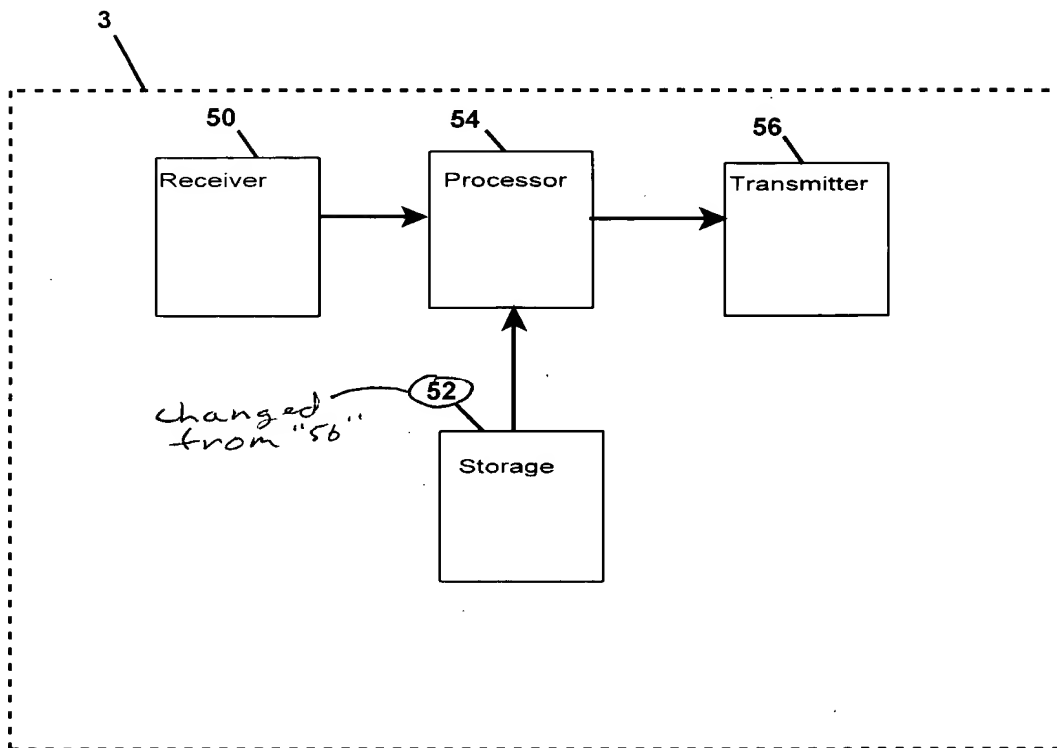 3
50
54
56
Receiver
Processor
Transmitter
52
changed
from "56"
Storage